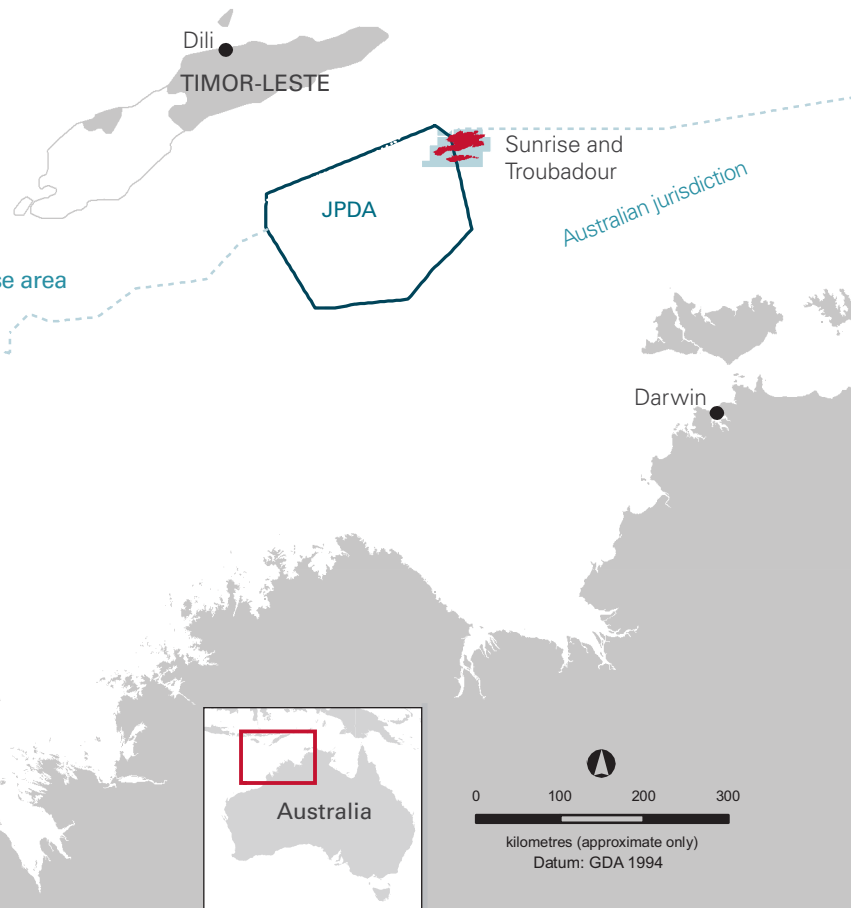 Dili
TIMOR-LESTE
Sunrise and
Troubadour
JPDA
Australian jurisdiction
se area
Darwin
Australia
0 100 200 300
kilometres (approximate only)
Datum: GDA 1994